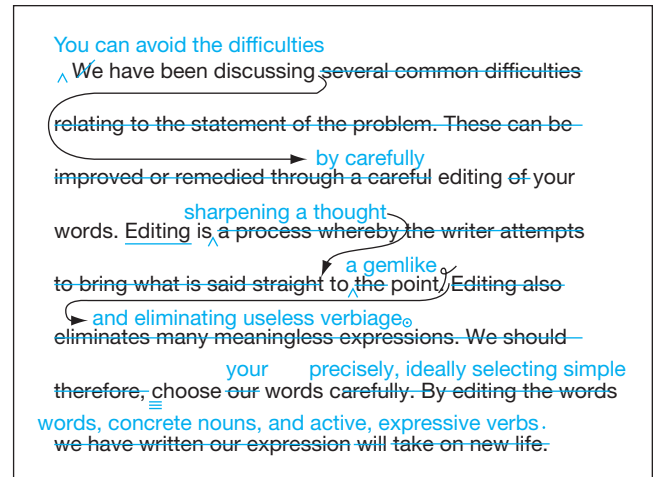 You can avoid the difficulties
We have been discussing several common difficulties
relating to the statement of the problem. These can be
by carefully
improved or remedied through a careful editing of your
sharpening a thought
words. Editing is a process whereby the writer attempts
a gemlike
to bring what is said straight to the point. Editing also
and eliminating useless verbiage
eliminates many meaningless expressions. We should
your precisely, ideally selecting simple
therefore, choose our words carefully. By editing the words
words, concrete nouns, and active, expressive verbs.
we have written our expression will take on new life.